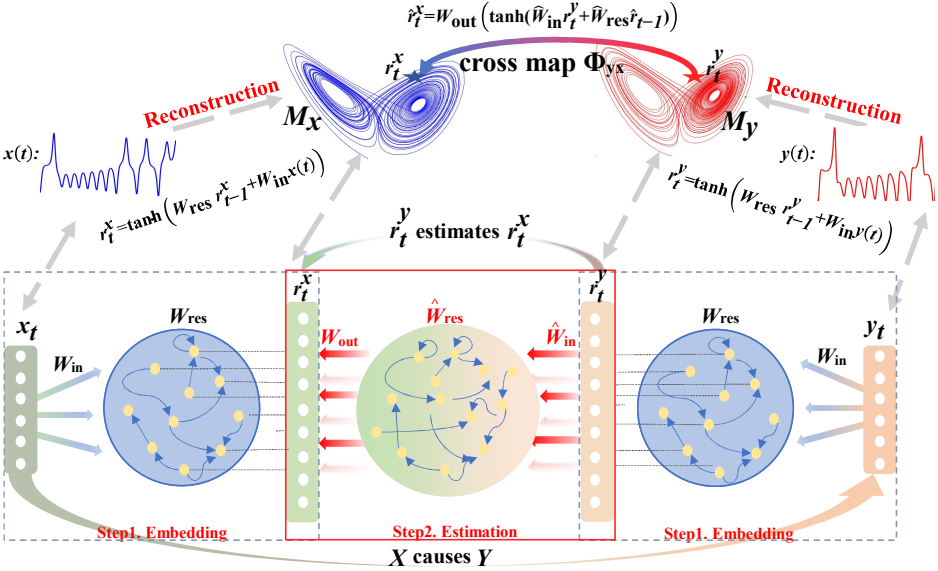 r̂ₜˣ=W_out(tanh(Ŵ_in rₜʸ+Ŵ_res r̂ₜ₋₁))
rₜˣ
cross map Φ_yx
rₜʸ
Reconstruction
Mₓ
M_y
Reconstruction
x(t):
y(t):
rₜˣ=tanh(W_res rₜ₋₁ˣ+W_in x(t))
rₜʸ=tanh(W_res rₜ₋₁ʸ+W_in y(t))
rₜʸ estimates rₜˣ
xₜ
W_res
rₜˣ
Ŵ_res
rₜʸ
W_res
yₜ
W_in
W_out
Ŵ_in
W_in
Step1. Embedding
Step2. Estimation
Step1. Embedding
X causes Y